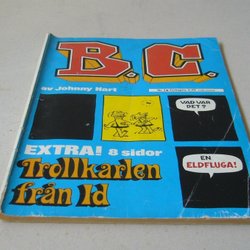 B.C.
av Johnny Hart
VAD VAR
DET?
EXTRA! 8 sidor
Trollkarlen
från Id
EN
ELDFLUGA!